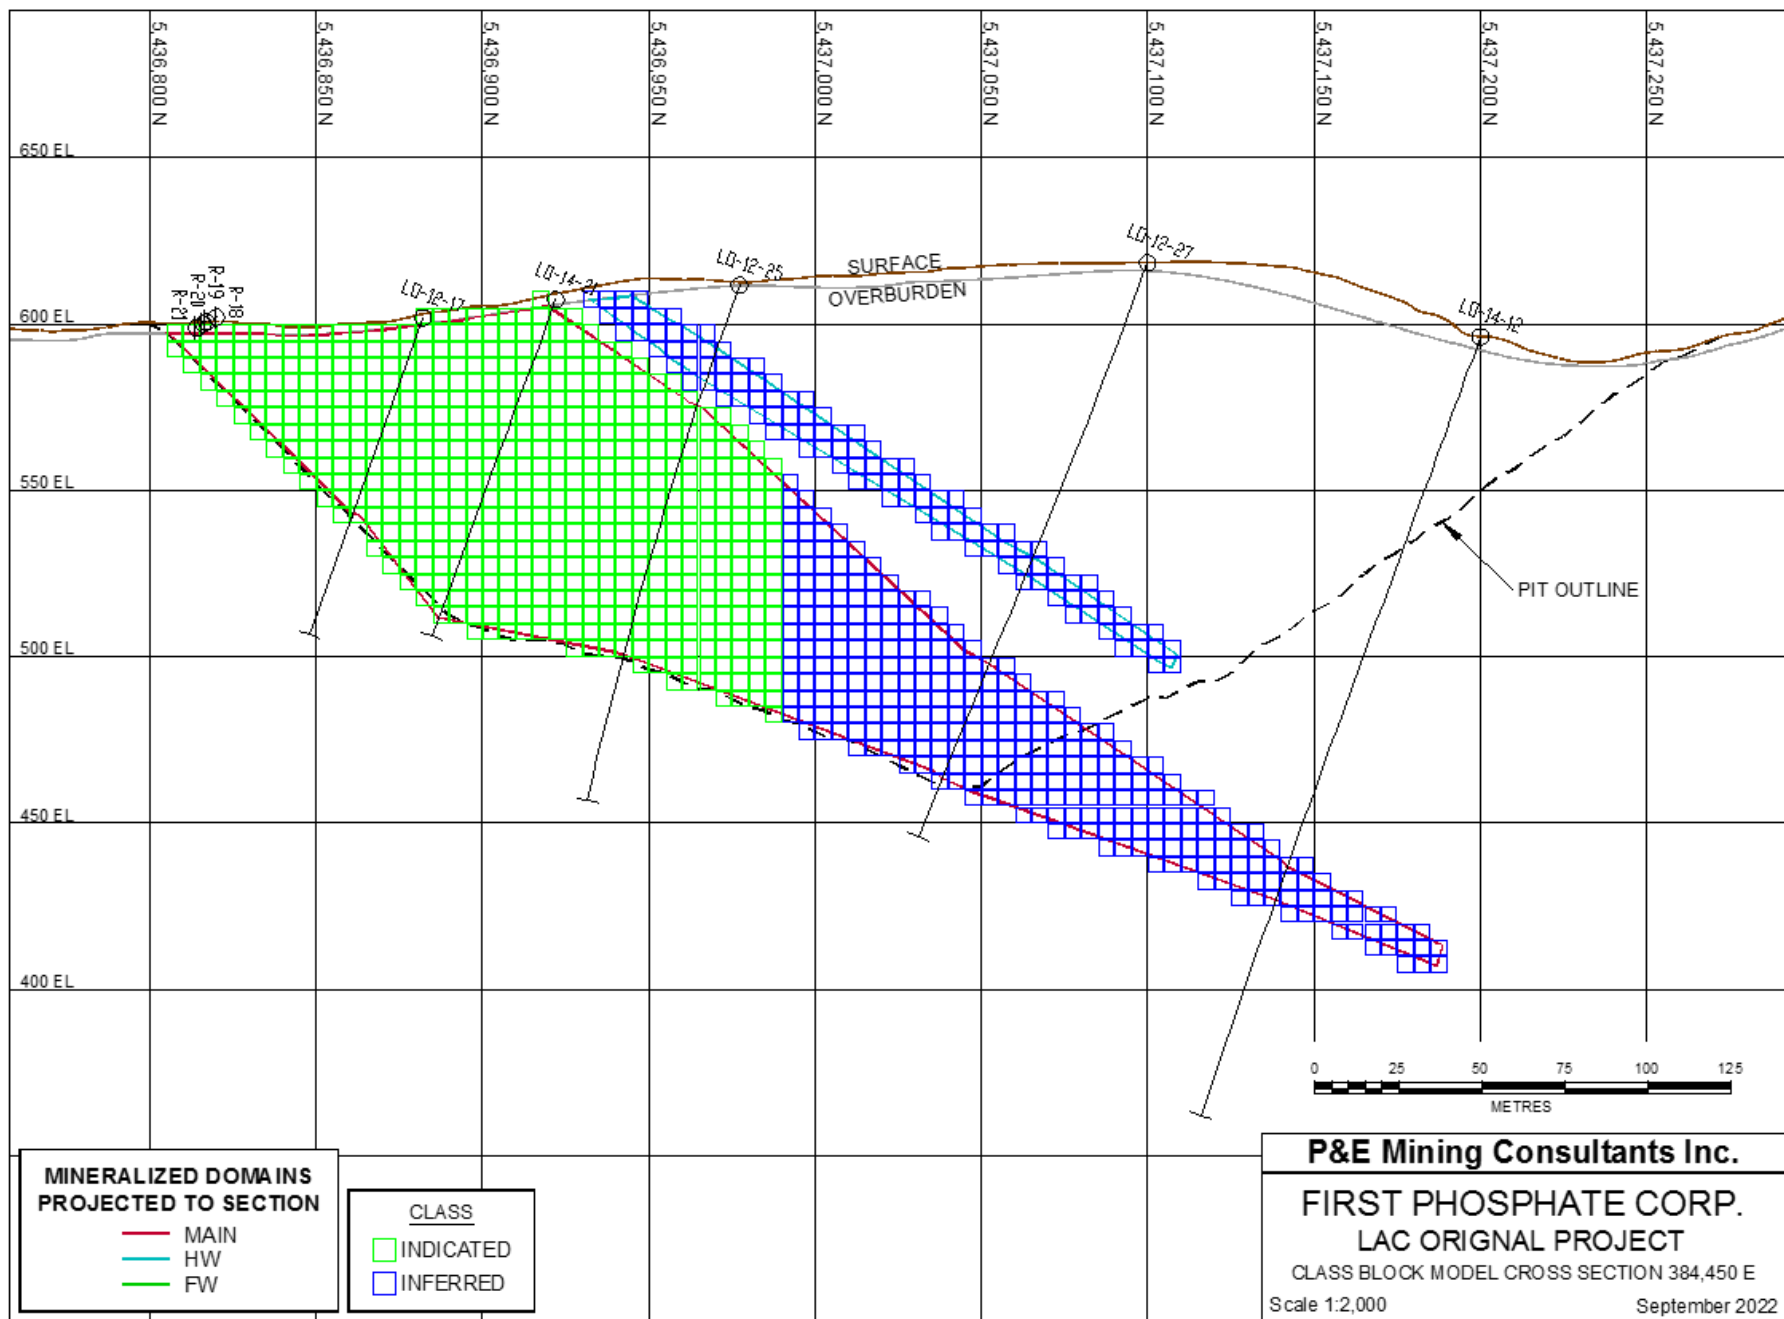 5,436,800 N
5,436,850 N
5,436,900 N
5,436,950 N
5,437,000 N
5,437,050 N
5,437,100 N
5,437,150 N
5,437,200 N
5,437,250 N
650 EL
600 EL
550 EL
500 EL
450 EL
400 EL
R-21
R-20
R-19
R-18
LO-12-17
LO-14-21
LO-12-25
LO-12-27
LO-14-12
SURFACE
OVERBURDEN
PIT OUTLINE
0 25 50 75 100 125
METRES
MINERALIZED DOMAINS
PROJECTED TO SECTION
MAIN
HW
FW
CLASS
INDICATED
INFERRED
P&E Mining Consultants Inc.
FIRST PHOSPHATE CORP.
LAC ORIGNAL PROJECT
CLASS BLOCK MODEL CROSS SECTION 384,450 E
Scale 1:2,000 September 2022